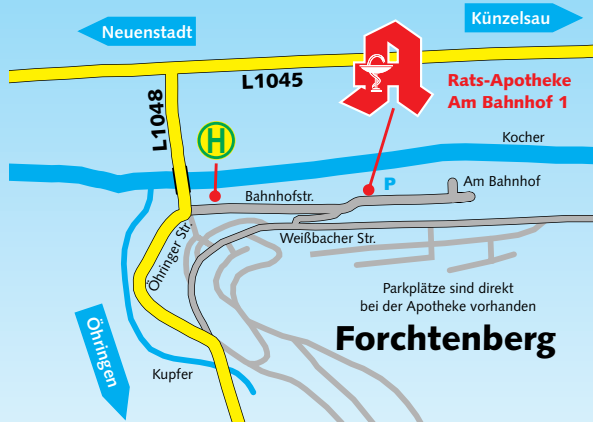 Künzelsau
Neuenstadt
L1045
L1048
Rats-Apotheke
Am Bahnhof 1
H
Kocher
P
Am Bahnhof
Bahnhofstr.
Weißbacher Str.
Öhringer Str.
Parkplätze sind direkt
bei der Apotheke vorhanden
Forchtenberg
Öhringen
Kupfer